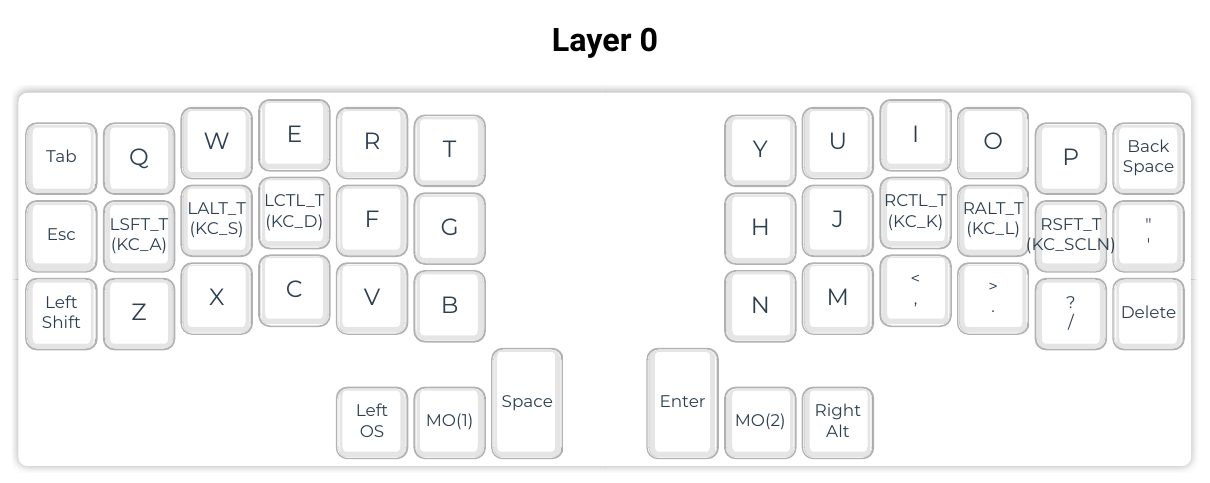 Layer 0
Tab
Q
W
E
R
T
Y
U
I
O
P
Back
Space
Esc
LSFT_T
(KC_A)
LALT_T
(KC_S)
LCTL_T
(KC_D)
F
G
H
J
RCTL_T
(KC_K)
RALT_T
(KC_L)
RSFT_T
(KC_SCLN)
"
'
Left
Shift
Z
X
C
V
B
N
M
<
,
>
.
?
/
Delete
Left
OS
MO(1)
Space
Enter
MO(2)
Right
Alt